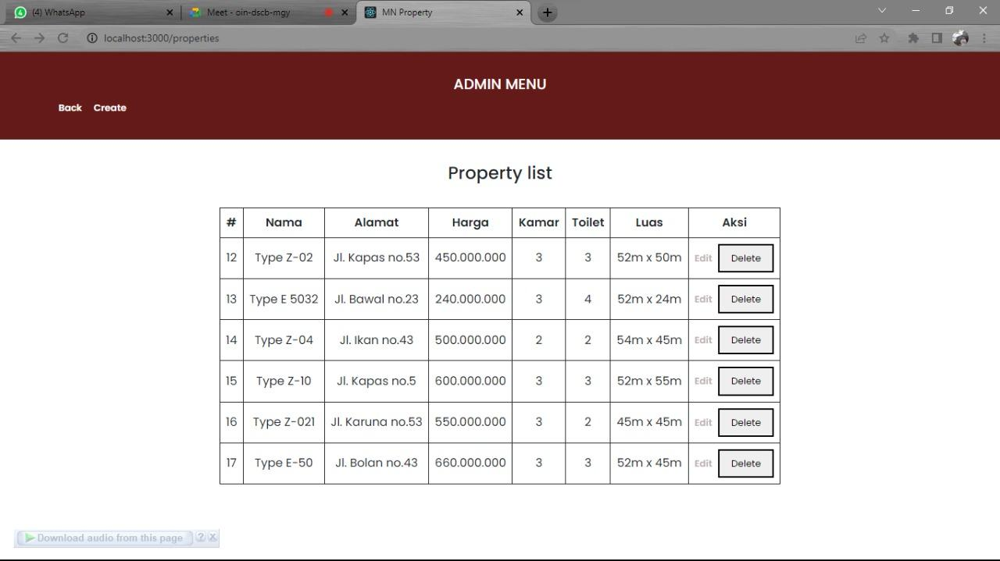 (4) WhatsApp
Meet - oin-dscb-mgy
MN Property
localhost:3000/properties
ADMIN MENU
Back Create
Property list
# Nama Alamat Harga Kamar Toilet Luas Aksi
12 Type Z-02 Jl. Kapas no.53 450.000.000 3 3 52m x 50m Edit Delete
13 Type E 5032 Jl. Bawal no.23 240.000.000 3 4 52m x 24m Edit Delete
14 Type Z-04 Jl. Ikan no.43 500.000.000 2 2 54m x 45m Edit Delete
15 Type Z-10 Jl. Kapas no.5 600.000.000 3 3 52m x 55m Edit Delete
16 Type Z-021 Jl. Karuna no.53 550.000.000 3 2 45m x 45m Edit Delete
17 Type E-50 Jl. Bolan no.43 660.000.000 3 3 52m x 45m Edit Delete
Download audio from this page ? X